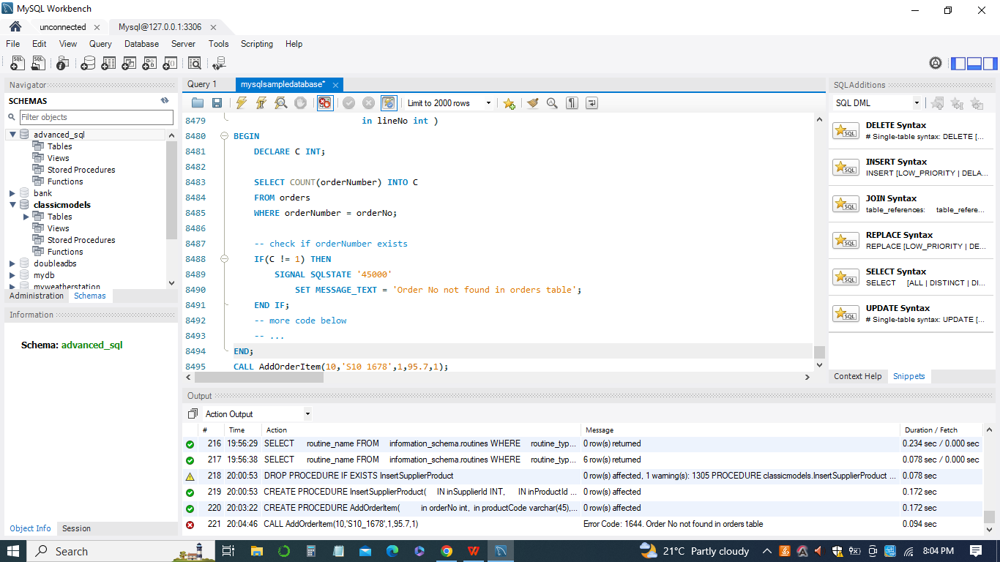 MySQL Workbench
unconnected
Mysql@127.0.0.1:3306
File Edit View Query Database Server Tools Scripting Help
Navigator
SCHEMAS
Filter objects
advanced_sql
Tables
Views
Stored Procedures
Functions
bank
classicmodels
Tables
Views
Stored Procedures
Functions
doubleadbs
mydb
myweatherstation
Administration Schemas
Information
Schema: advanced_sql
Object Info Session
Query 1 mysqlsampledatabase*
Limit to 2000 rows
8479 in lineNo int )
8480 BEGIN
8481 DECLARE C INT;
8482
8483 SELECT COUNT(orderNumber) INTO C
8484 FROM orders
8485 WHERE orderNumber = orderNo;
8486
8487 -- check if orderNumber exists
8488 IF(C != 1) THEN
8489 SIGNAL SQLSTATE '45000'
8490 SET MESSAGE_TEXT = 'Order No not found in orders table';
8491 END IF;
8492 -- more code below
8493 -- ...
8494 END;
8495 CALL AddOrderItem(10,'S10_1678',1,95.7,1);
SQLAdditions
SQL DML
DELETE Syntax
# Single-table syntax: DELETE [...
INSERT Syntax
INSERT [LOW_PRIORITY | DELA...
JOIN Syntax
table_references: table_refere...
REPLACE Syntax
REPLACE [LOW_PRIORITY | DE...
SELECT Syntax
SELECT [ALL | DISTINCT | DI...
UPDATE Syntax
# Single-table syntax: UPDATE [...
Context Help Snippets
Output
Action Output
# Time Action Message Duration / Fetch
216 19:56:29 SELECT routine_name FROM information_schema.routines WHERE routine_typ... 0 row(s) returned 0.234 sec / 0.000 sec
217 19:56:38 SELECT routine_name FROM information_schema.routines WHERE routine_typ... 6 row(s) returned 0.078 sec / 0.000 sec
218 20:00:53 DROP PROCEDURE IF EXISTS InsertSupplierProduct 0 row(s) affected, 1 warning(s): 1305 PROCEDURE classicmodels.InsertSupplierProduct ... 0.078 sec
219 20:00:53 CREATE PROCEDURE InsertSupplierProduct( IN inSupplierId INT, IN inProductId ... 0 row(s) affected 0.172 sec
220 20:03:22 CREATE PROCEDURE AddOrderItem( in orderNo int, in productCode varchar(45),... 0 row(s) affected 0.172 sec
221 20:04:46 CALL AddOrderItem(10,'S10_1678',1,95.7,1) Error Code: 1644. Order No not found in orders table 0.094 sec
Search
21°C Partly cloudy
8:04 PM